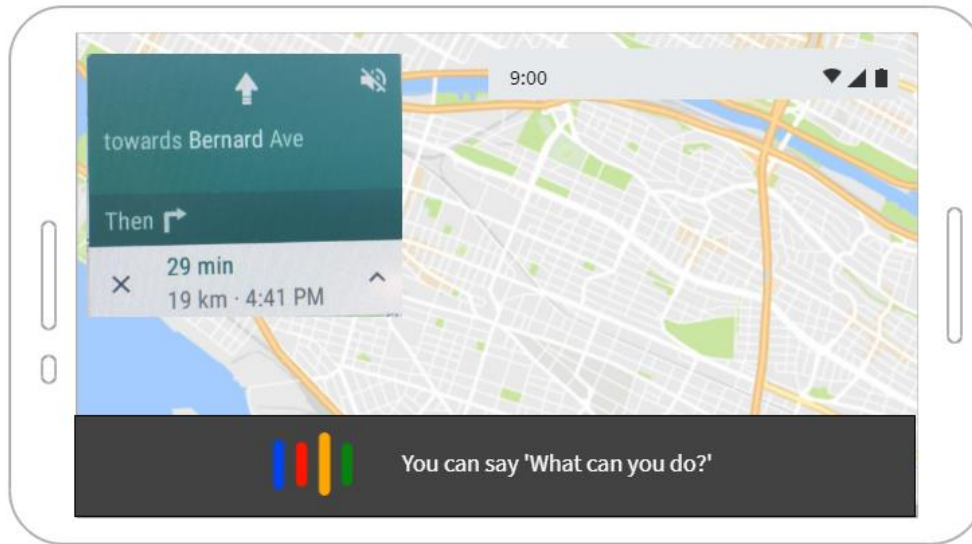 towards Bernard Ave
Then
29 min
19 km · 4:41 PM
9:00
You can say 'What can you do?'